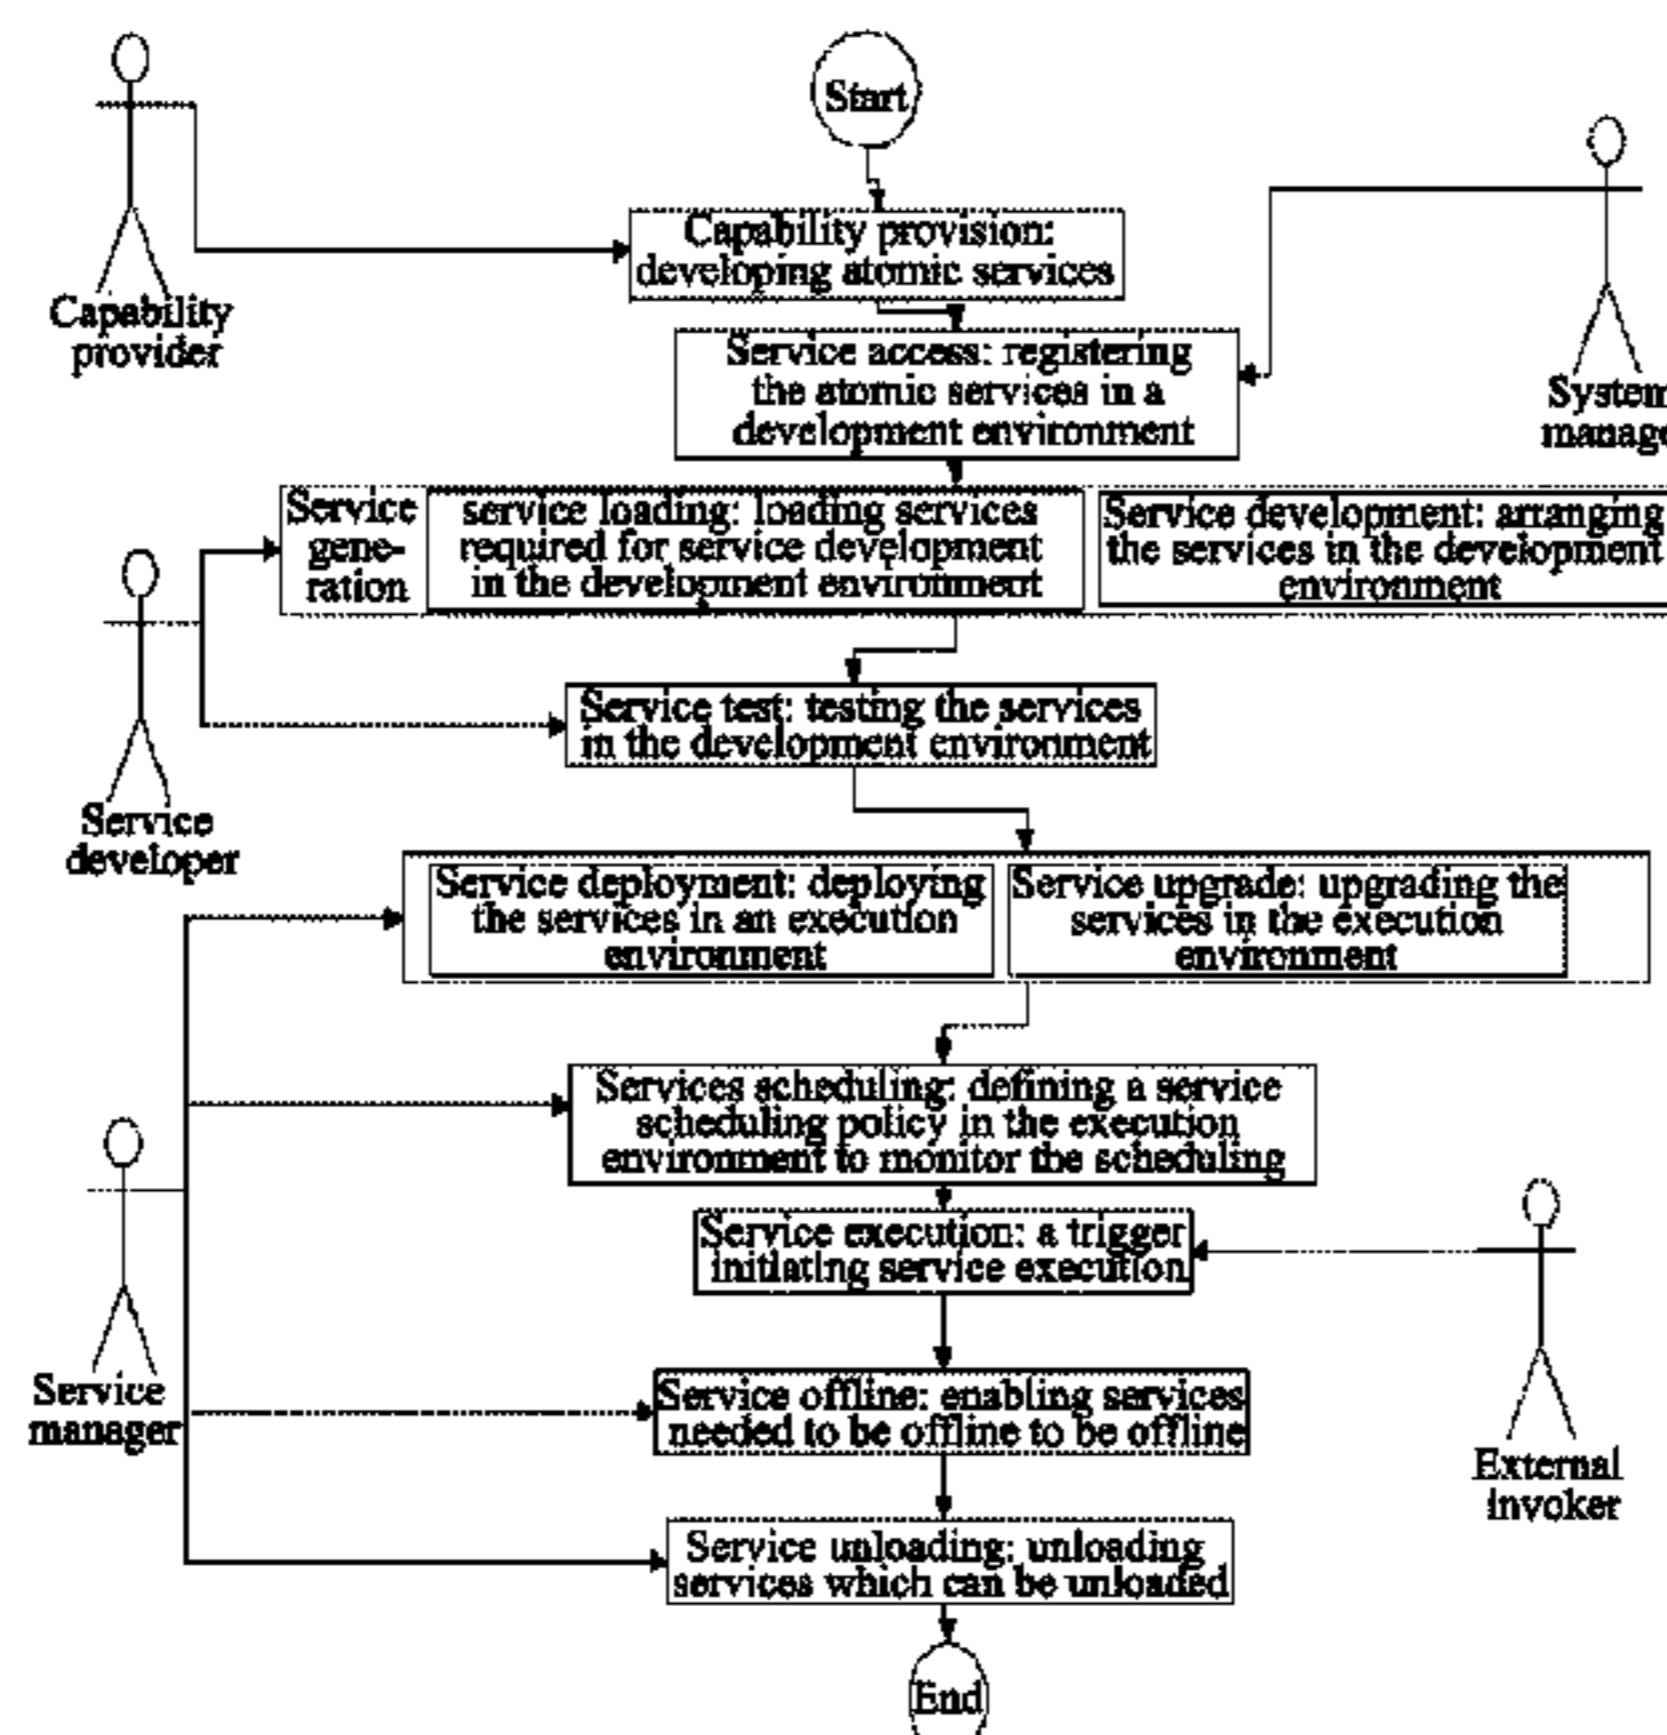 Start
Capability provision:
developing atomic services
Capability
provider
Service access: registering
the atomic services in a
development environment
System
manage
Service
gene-
ration
service loading: loading services
required for service development
in the development environment
Service development: arranging
the services in the development
environment
Service test: testing the services
in the development environment
Service
developer
Service deployment: deploying
the services in an execution
environment
Service upgrade: upgrading the
services in the execution
environment
Services scheduling: defining a service
scheduling policy in the execution
environment to monitor the scheduling
Service execution: a trigger
initiating service execution
Service
manager
Service offline: enabling services
needed to be offline to be offline
External
invoker
Service unloading: unloading
services which can be unloaded
End